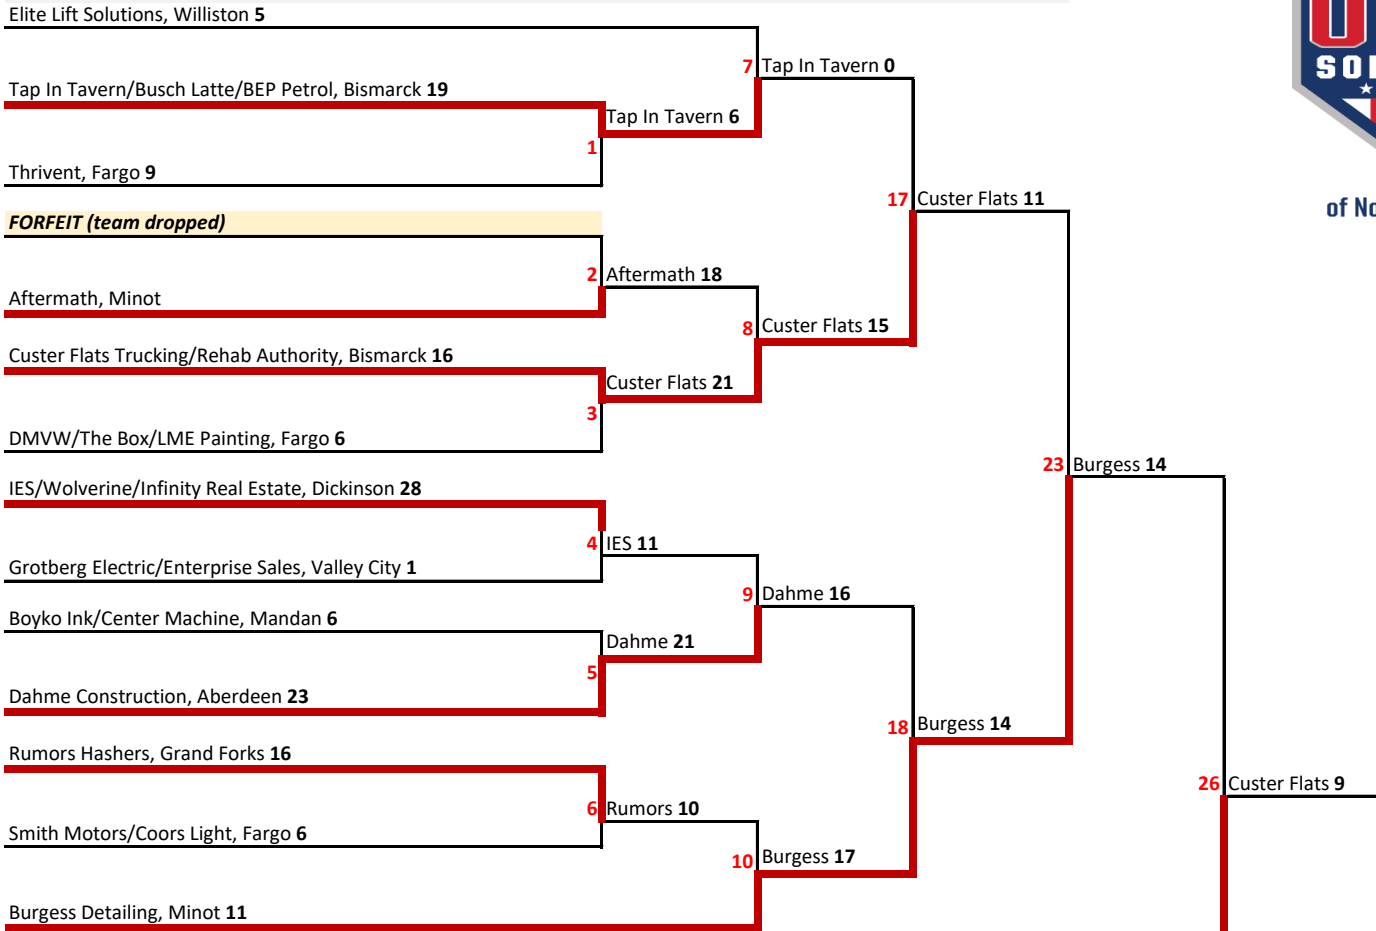 Elite Lift Solutions, Williston 5
7 Tap In Tavern 0
Tap In Tavern/Busch Latte/BEP Petrol, Bismarck 19
Tap In Tavern 6
1
Thrivent, Fargo 9
17 Custer Flats 11
FORFEIT (team dropped)
2 Aftermath 18
Aftermath, Minot
8 Custer Flats 15
Custer Flats Trucking/Rehab Authority, Bismarck 16
Custer Flats 21
3
DMVW/The Box/LME Painting, Fargo 6
23 Burgess 14
IES/Wolverine/Infinity Real Estate, Dickinson 28
4 IES 11
Grotberg Electric/Enterprise Sales, Valley City 1
9 Dahme 16
Boyko Ink/Center Machine, Mandan 6
Dahme 21
5
Dahme Construction, Aberdeen 23
18 Burgess 14
Rumors Hashers, Grand Forks 16
26 Custer Flats 9
6 Rumors 10
Smith Motors/Coors Light, Fargo 6
10 Burgess 17
Burgess Detailing, Minot 11
of No